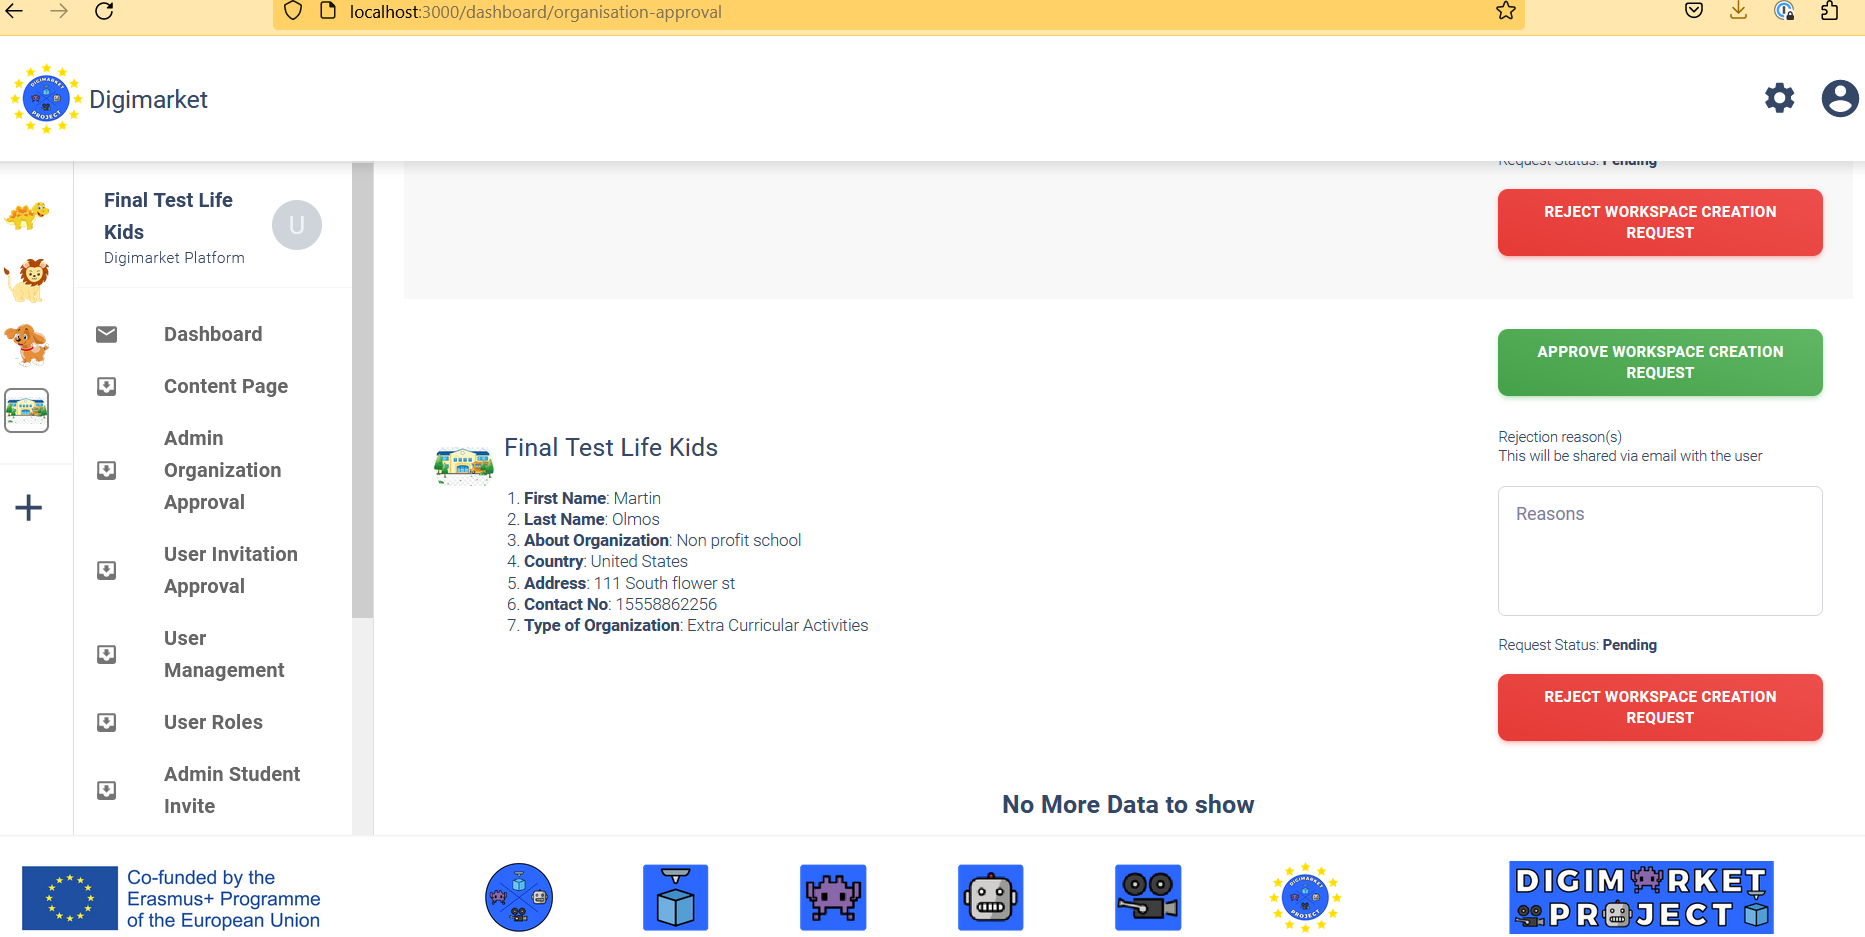 localhost:3000/dashboard/organisation-approval
Digimarket
Final Test Life
Kids
Digimarket Platform
U
Dashboard
Content Page
Admin
Organization
Approval
User Invitation
Approval
User
Management
User Roles
Admin Student
Invite
Request Status: Pending
REJECT WORKSPACE CREATION
REQUEST
APPROVE WORKSPACE CREATION
REQUEST
Final Test Life Kids
1. First Name: Martin
2. Last Name: Olmos
3. About Organization: Non profit school
4. Country: United States
5. Address: 111 South flower st
6. Contact No: 15558862256
7. Type of Organization: Extra Curricular Activities
Rejection reason(s)
This will be shared via email with the user
Reasons
Request Status: Pending
REJECT WORKSPACE CREATION
REQUEST
No More Data to show
Co-funded by the
Erasmus+ Programme
of the European Union
DIGIMARKET
PROJECT
DIGIMARKET
PROJECT